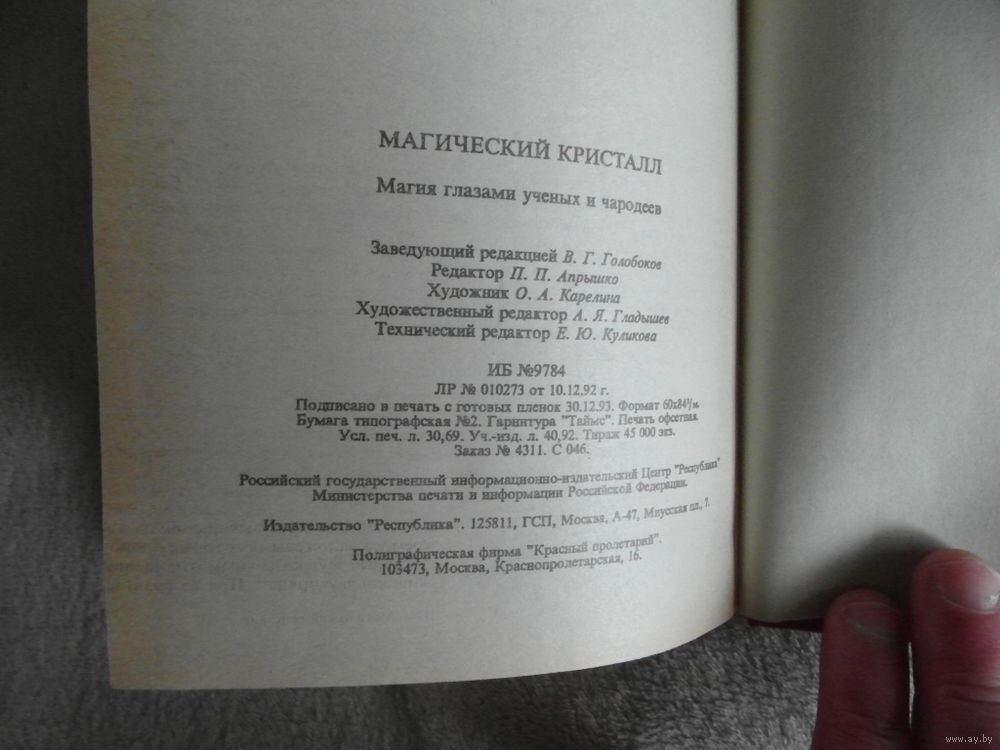 МАГИЧЕСКИЙ КРИСТАЛЛ
Магия глазами ученых и чародеев
Заведующий редакцией В. Г. Голобоков
Редактор П. П. Апрышко
Художник О. А. Карелина
Художественный редактор А. Я. Гладышев
Технический редактор Е. Ю. Куликова
ИБ №9784
ЛР № 010273 от 10.12.92 г.
Подписано в печать с готовых пленок 30.12.93. Формат 60х84¹/₁₆.
Бумага типографская №2. Гарнитура "Таймс". Печать офсетная.
Усл. печ. л. 30,69. Уч.-изд. л. 40,92. Тираж 45 000 экз.
Заказ № 4311. С 046.
Российский государственный информационно-издательский Центр "Республика"
Министерства печати и информации Российской Федерации.
Издательство "Республика". 125811, ГСП, Москва, А-47, Миусская пл., 7.
Полиграфическая фирма "Красный пролетарий".
103473, Москва, Краснопролетарская, 16.
www.ay.by